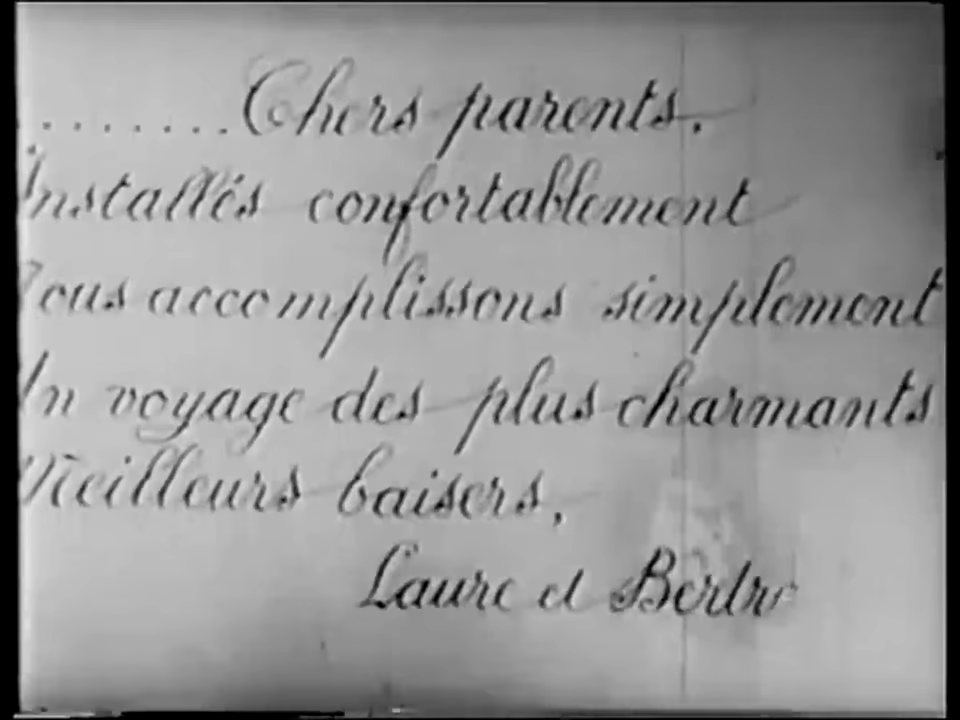 ........Chers parents.
Installés confortablement
Nous accomplissons simplement
Un voyage des plus charmants
Meilleurs baisers,
Laure et